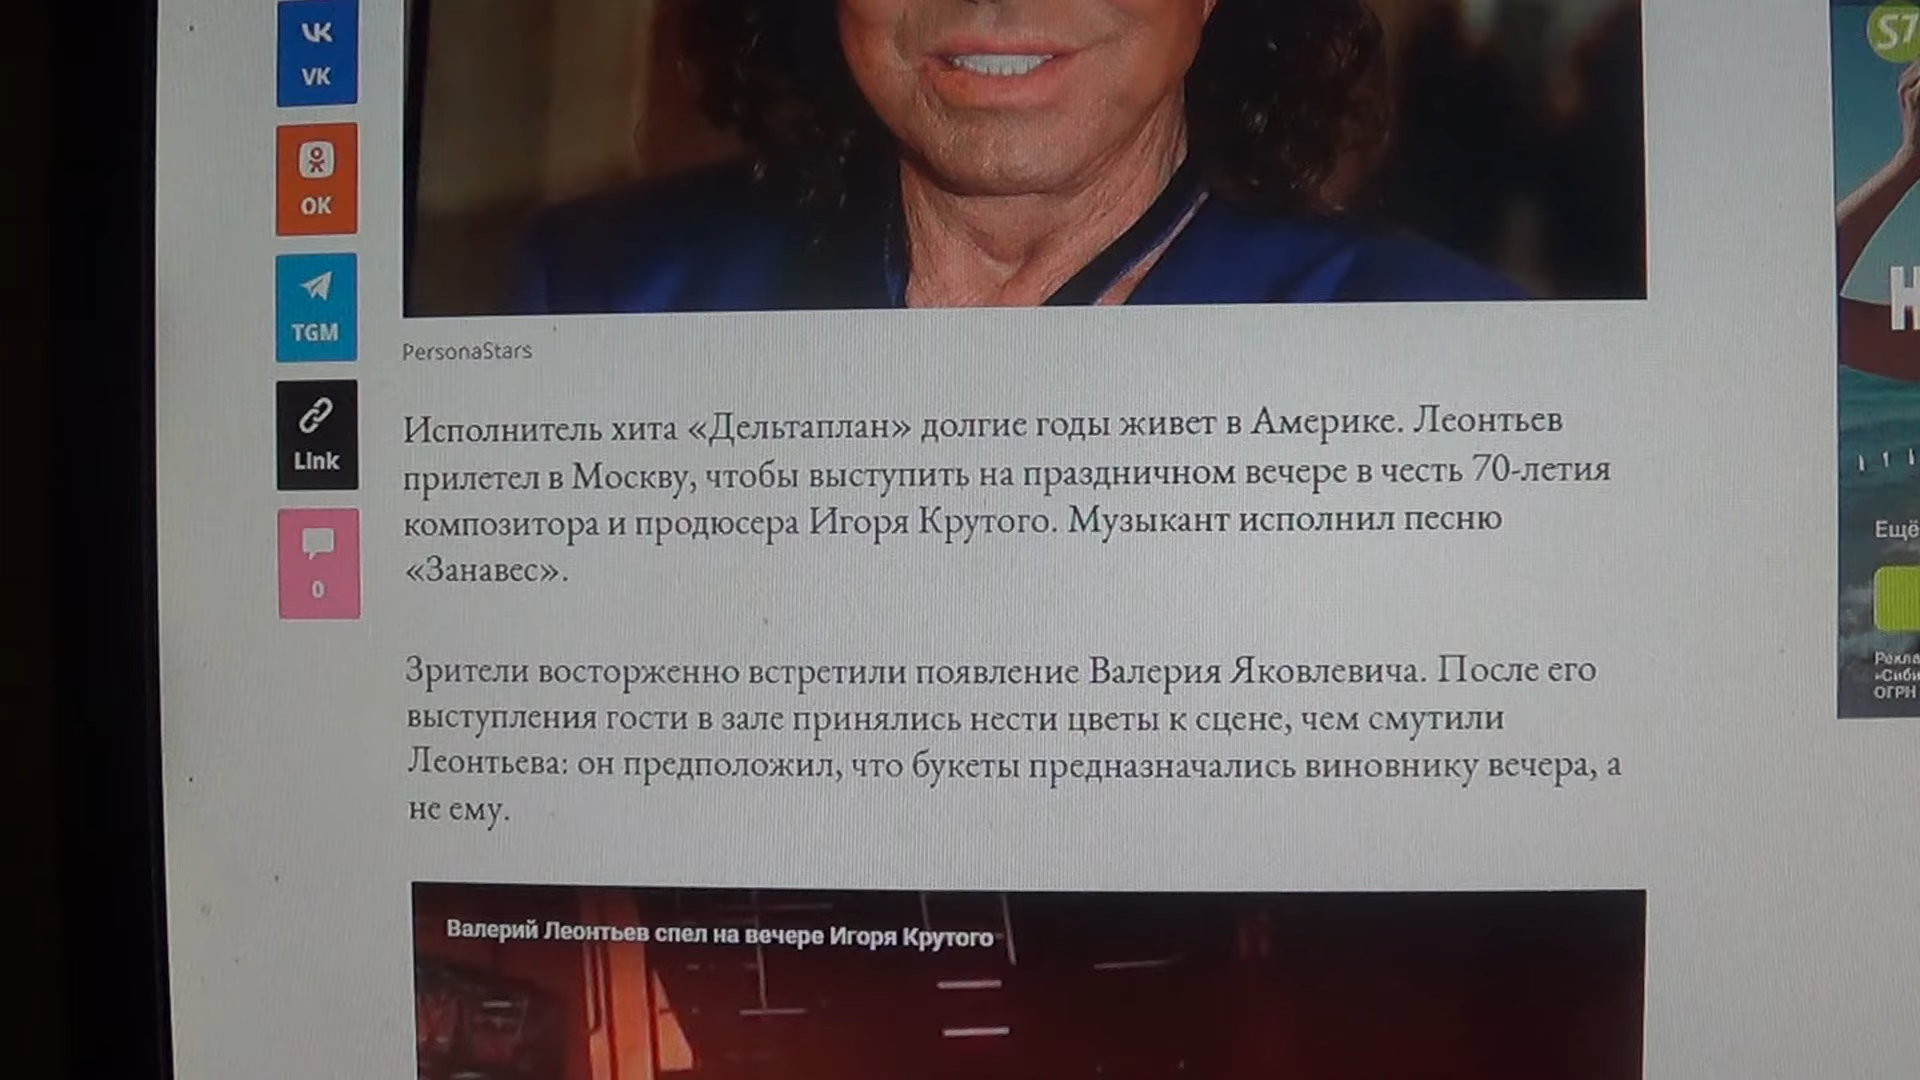 VK
OK
TGM
LInk
0
S7
PersonaStars
Исполнитель хита «Дельтаплан» долгие годы живет в Америке. Леонтьев
прилетел в Москву, чтобы выступить на праздничном вечере в честь 70-летия
композитора и продюсера Игоря Крутого. Музыкант исполнил песню
«Занавес».
Зрители восторженно встретили появление Валерия Яковлевича. После его
выступления гости в зале принялись нести цветы к сцене, чем смутили
Леонтьева: он предположил, что букеты предназначались виновнику вечера, а
не ему.
Валерий Леонтьев спел на вечере Игоря Крутого
Ещё
ОГРН